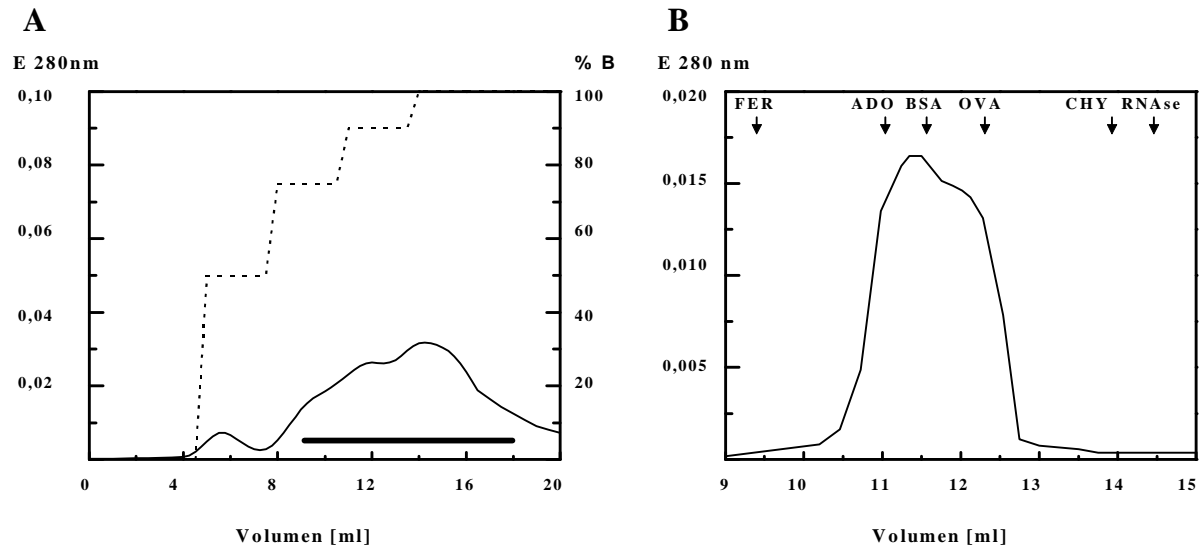 A
B
E 280nm
% B
E 280 nm
0,10
100
0,08
80
0,06
60
0,04
40
0,02
20
0 4 8 12 16 20
Volumen [ml]
0,020
FER ADO BSA OVA CHY RNAse
0,015
0,010
0,005
9 10 11 12 13 14 15
Volumen [ml]